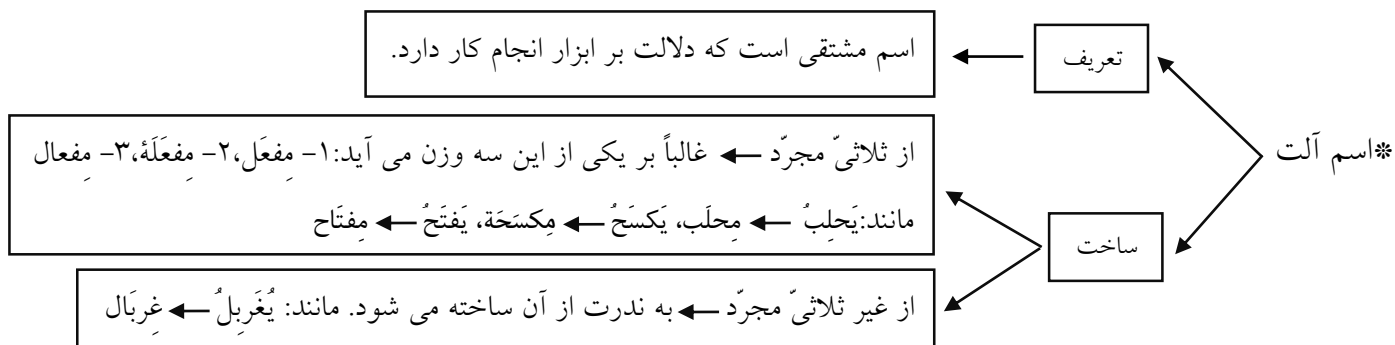 *اسم آلت
تعریف
اسم مشتقی است که دلالت بر ابزار انجام کار دارد.
ساخت
از ثلاثیّ مجرّد ← غالباً بر یکی از این سه وزن می آید:۱- مِفعَل،۲- مِفعَلَۀ،۳- مِفعال
مانند:یَحلِبُ ← مِحلَب، یَکسَحُ ← مِکسَحَة، یَفتَحُ ← مِفتَاح
از غیر ثلاثیّ مجرّد ← به ندرت از آن ساخته می شود. مانند: یُغَربِلُ ← غِربَال